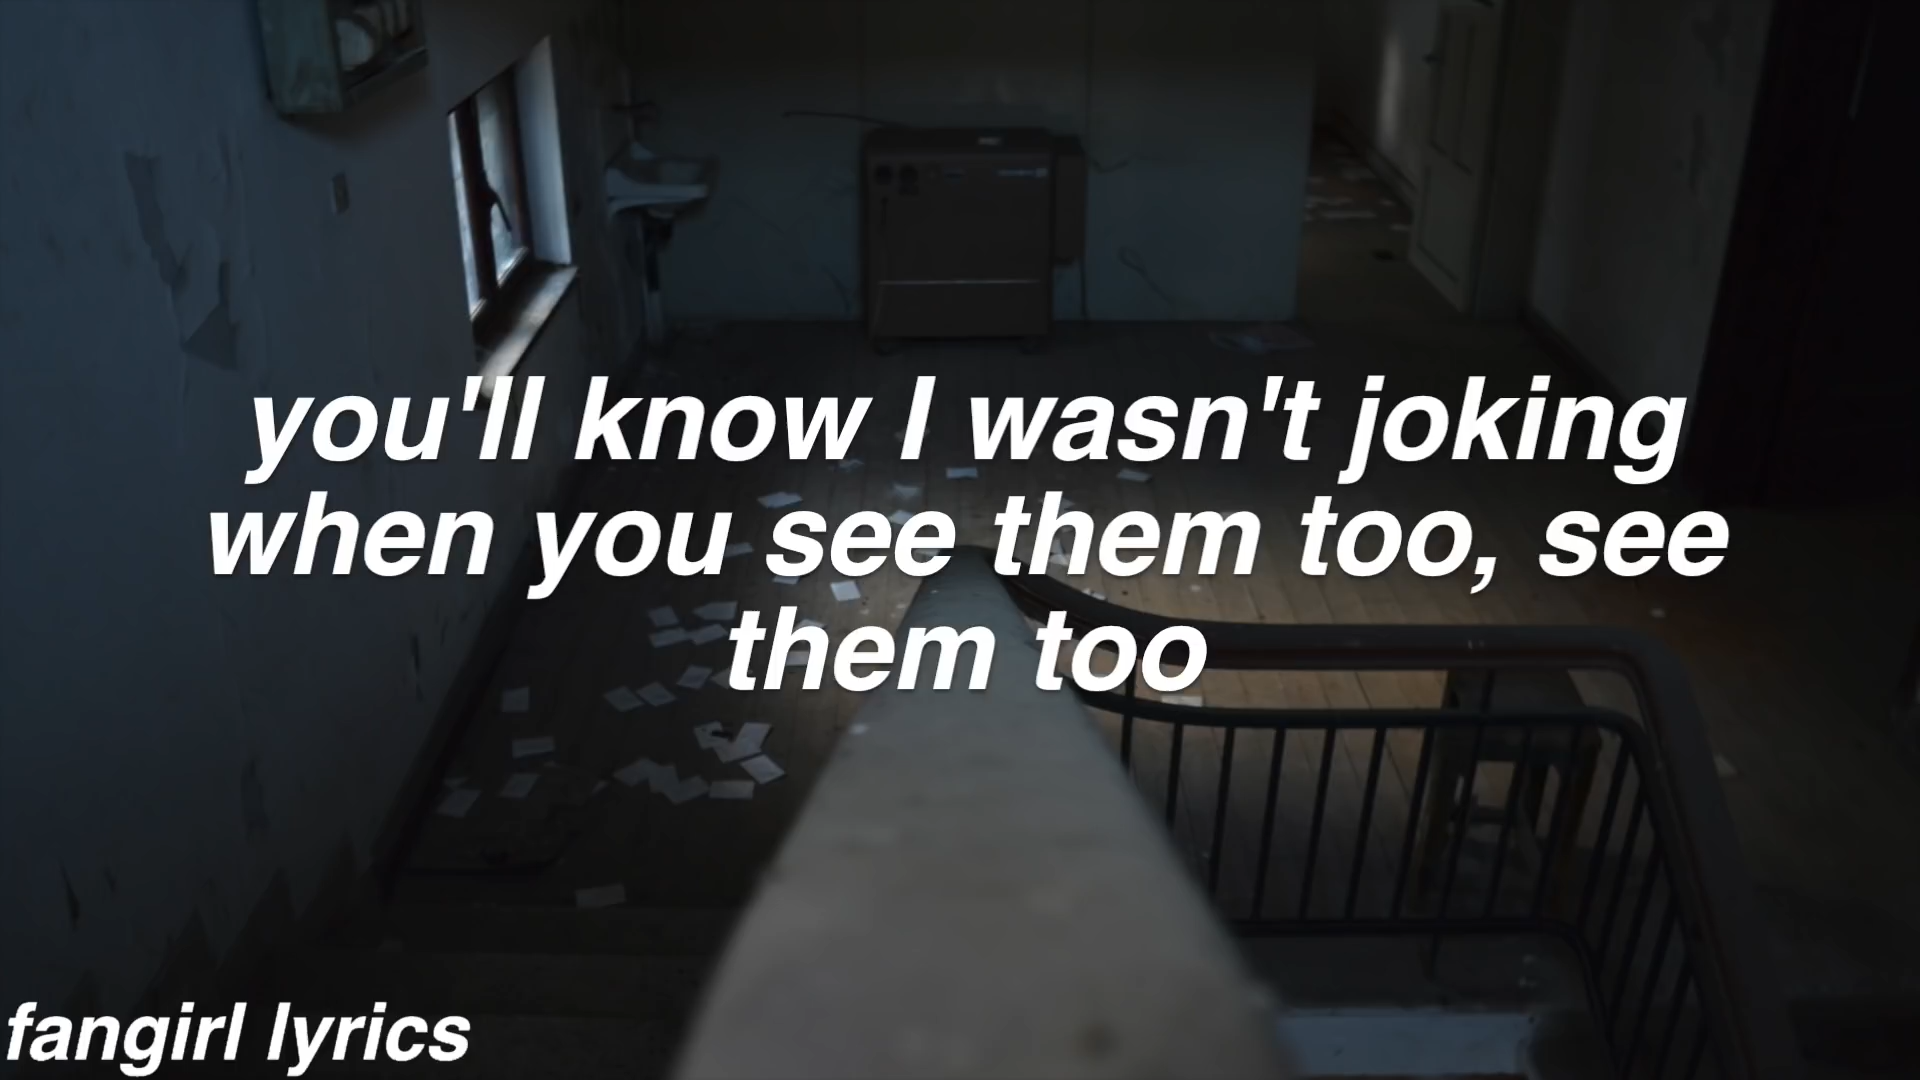 you'll know I wasn't joking
when you see them too, see
them too
fangirl lyrics